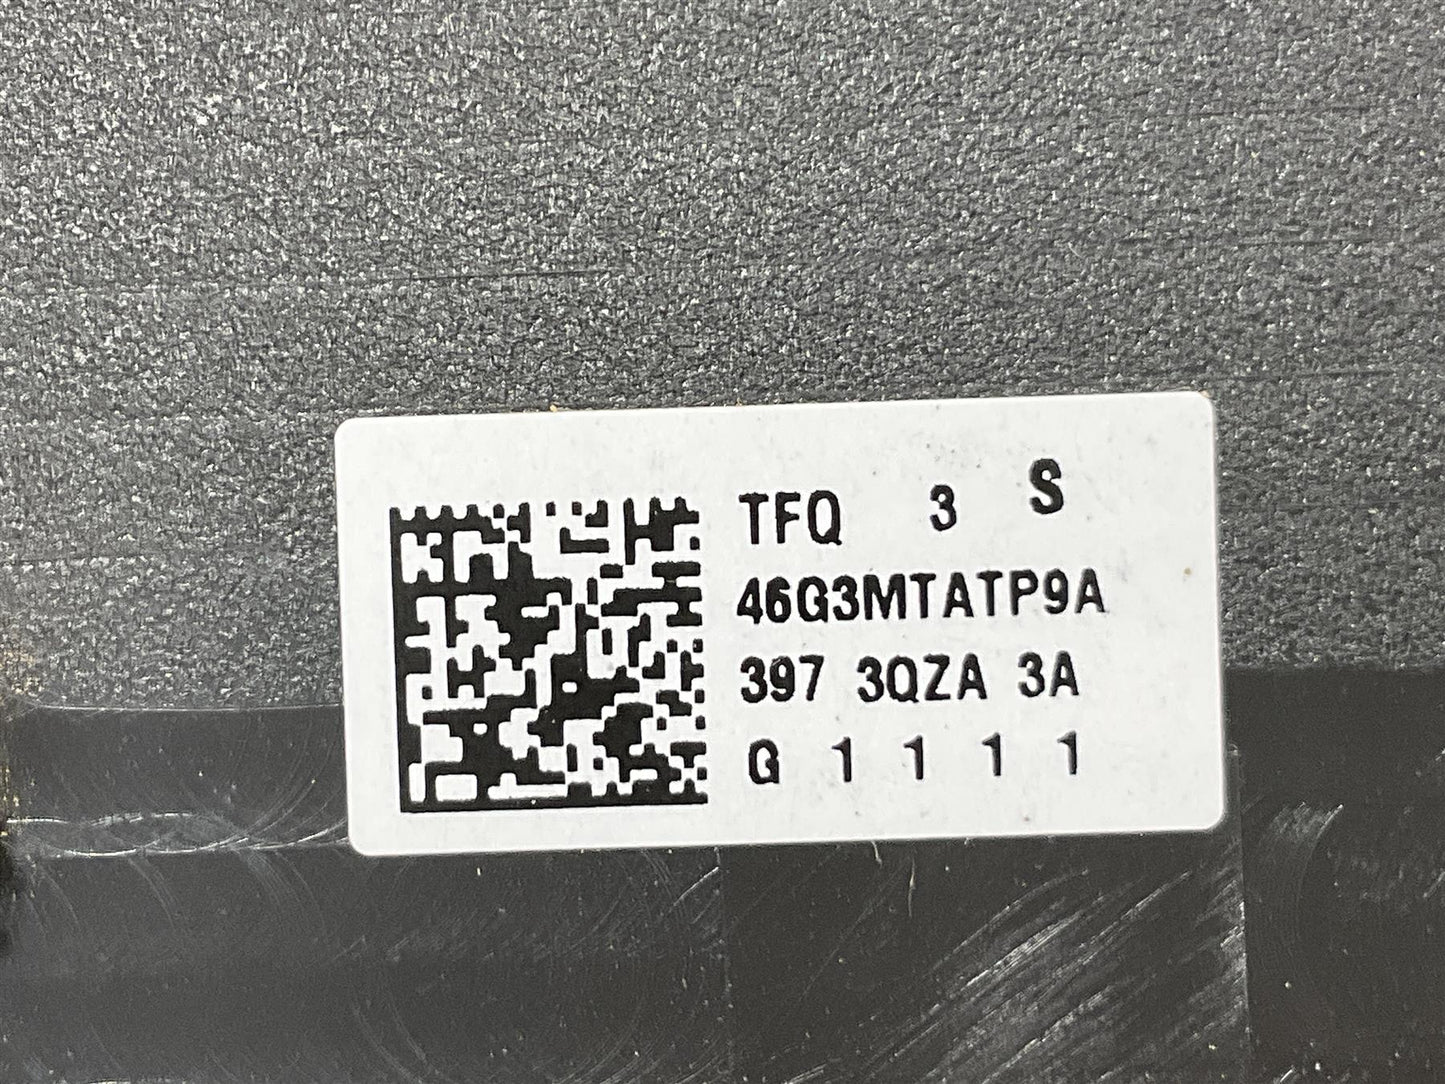 TFQ 3 S
46G3MTATP9A
397 3QZA 3A
G 1 1 1 1